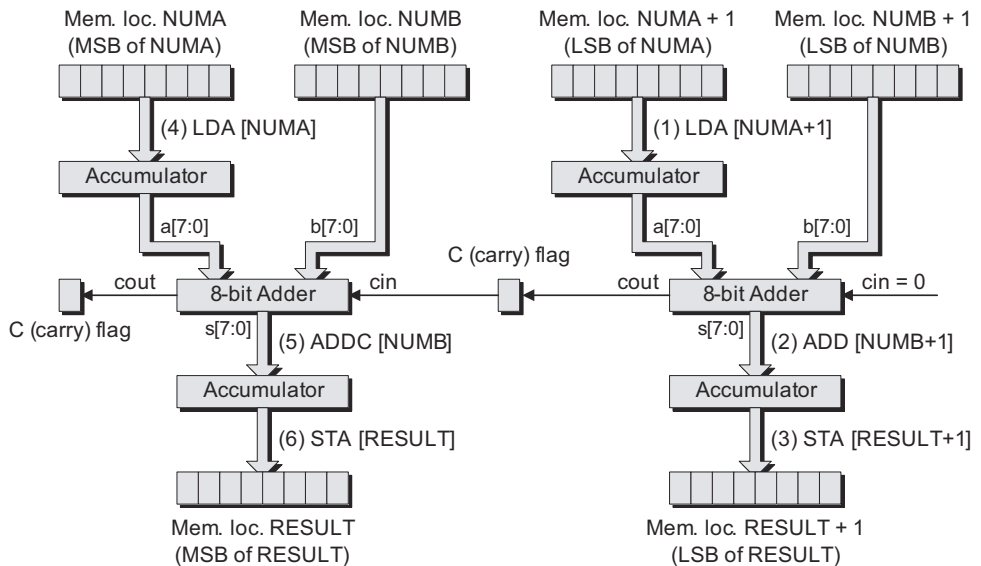 Mem. loc. NUMA
(MSB of NUMA)
Mem. loc. NUMB
(MSB of NUMB)
Mem. loc. NUMA + 1
(LSB of NUMA)
Mem. loc. NUMB + 1
(LSB of NUMB)
(4) LDA [NUMA]
(1) LDA [NUMA+1]
Accumulator
Accumulator
a[7:0]
b[7:0]
a[7:0]
b[7:0]
C (carry) flag
cout
8-bit Adder
cin
cout
8-bit Adder
cin = 0
C (carry) flag
s[7:0]
(5) ADDC [NUMB]
s[7:0]
(2) ADD [NUMB+1]
Accumulator
Accumulator
(6) STA [RESULT]
(3) STA [RESULT+1]
Mem. loc. RESULT
(MSB of RESULT)
Mem. loc. RESULT + 1
(LSB of RESULT)